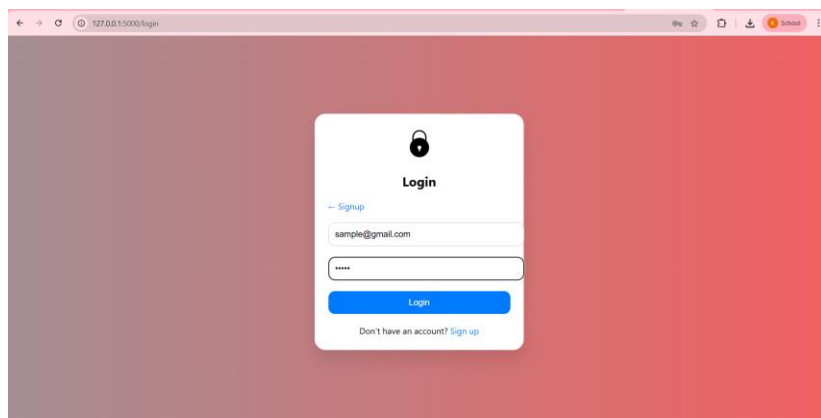 127.0.0.1:5000/login
School
Login
← Signup
sample@gmail.com
•••••
Login
Don't have an account? Sign up